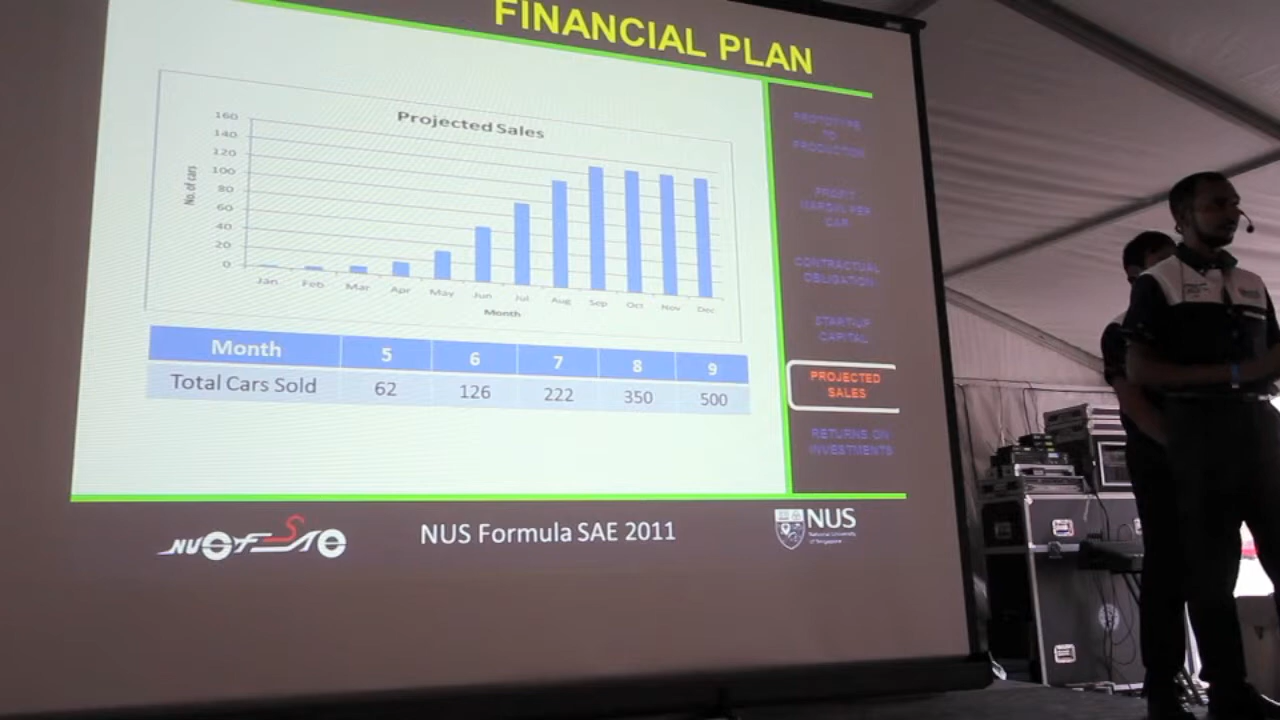 FINANCIAL PLAN
Projected Sales
No. of cars
160
140
120
100
80
60
40
20
0
Jan Feb Mar Apr May Jun Jul Aug Sep Oct Nov Dec
Month
Month 5 6 7 8 9
Total Cars Sold 62 126 222 350 500
PROTOTYPE
TO
PRODUCTION
PROFIT
MARGIN PER
CAR
CONTRACTUAL
OBLIGATION
START-UP
CAPITAL
PROJECTED
SALES
RETURNS ON
INVESTMENTS
NUS Formula SAE 2011
NUS
National University
of Singapore